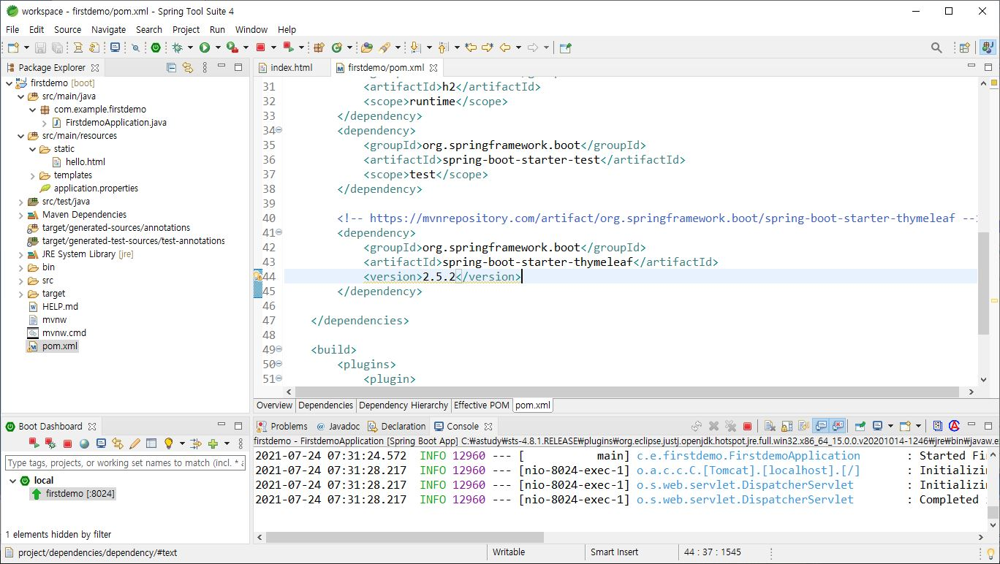 workspace - firstdemo/pom.xml - Spring Tool Suite 4
File Edit Source Navigate Search Project Run Window Help
Package Explorer
firstdemo [boot]
src/main/java
com.example.firstdemo
FirstdemoApplication.java
src/main/resources
static
hello.html
templates
application.properties
src/test/java
Maven Dependencies
target/generated-sources/annotations
target/generated-test-sources/test-annotations
JRE System Library [jre]
bin
src
target
HELP.md
mvnw
mvnw.cmd
pom.xml
index.html firstdemo/pom.xml
31 <artifactId>h2</artifactId>
32 <scope>runtime</scope>
33 </dependency>
34 <dependency>
35 <groupId>org.springframework.boot</groupId>
36 <artifactId>spring-boot-starter-test</artifactId>
37 <scope>test</scope>
38 </dependency>
39
40 <!-- https://mvnrepository.com/artifact/org.springframework.boot/spring-boot-starter-thymeleaf --
41 <dependency>
42 <groupId>org.springframework.boot</groupId>
43 <artifactId>spring-boot-starter-thymeleaf</artifactId>
44 <version>2.5.2</version>
45 </dependency>
46
47 </dependencies>
48
49 <build>
50 <plugins>
51 <plugin>
Overview Dependencies Dependency Hierarchy Effective POM pom.xml
Boot Dashboard
Type tags, projects, or working set names to match (incl. * a
local
firstdemo [:8024]
1 elements hidden by filter
Problems @ Javadoc Declaration Console
firstdemo - FirstdemoApplication [Spring Boot App] C:₩astudy₩sts-4.8.1.RELEASE₩plugins₩org.eclipse.justj.openjdk.hotspot.jre.full.win32.x86_64_15.0.0.v20201014-1246₩jre₩bin₩javaw.e
2021-07-24 07:31:24.572 INFO 12960 --- [ main] c.e.firstdemo.FirstdemoApplication : Started Fi
2021-07-24 07:31:28.217 INFO 12960 --- [nio-8024-exec-1] o.a.c.c.C.[Tomcat].[localhost].[/] : Initializi
2021-07-24 07:31:28.217 INFO 12960 --- [nio-8024-exec-1] o.s.web.servlet.DispatcherServlet : Initializi
2021-07-24 07:31:28.217 INFO 12960 --- [nio-8024-exec-1] o.s.web.servlet.DispatcherServlet : Completed
project/dependencies/dependency/#text Writable Smart Insert 44 : 37 : 1545